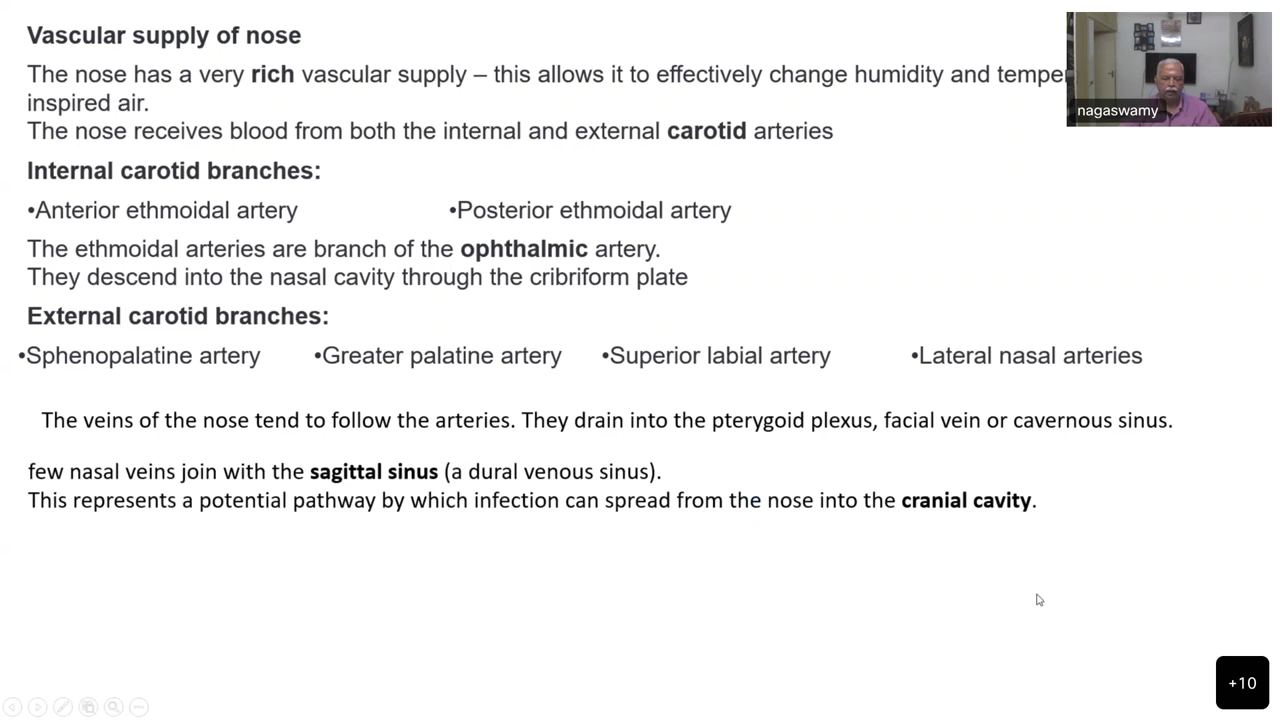 Vascular supply of nose
The nose has a very rich vascular supply – this allows it to effectively change humidity and
inspired air.
The nose receives blood from both the internal and external carotid arteries
nagaswamy
Internal carotid branches:
•Anterior ethmoidal artery •Posterior ethmoidal artery
The ethmoidal arteries are branch of the ophthalmic artery.
They descend into the nasal cavity through the cribriform plate
External carotid branches:
•Sphenopalatine artery •Greater palatine artery •Superior labial artery •Lateral nasal arteries
The veins of the nose tend to follow the arteries. They drain into the pterygoid plexus, facial vein or cavernous sinus.
few nasal veins join with the sagittal sinus (a dural venous sinus).
This represents a potential pathway by which infection can spread from the nose into the cranial cavity.
+10